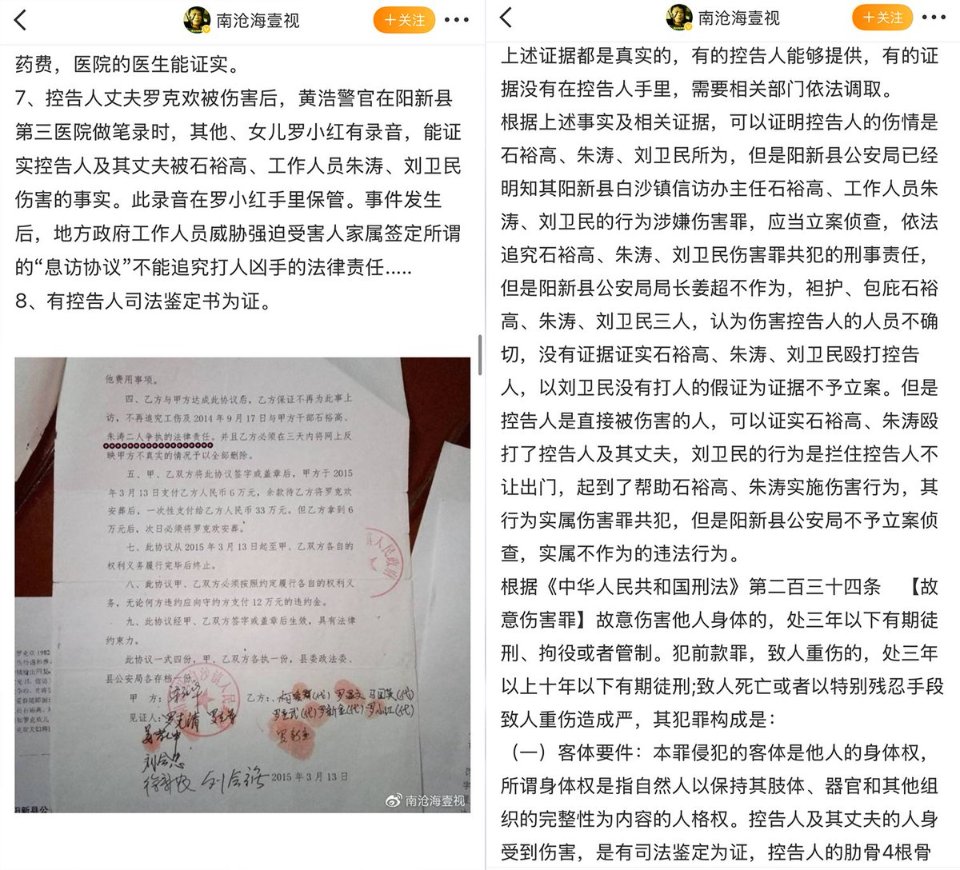 南沧海壹视
+关注
药费，医院的医生能证实。
7、控告人丈夫罗克欢被伤害后，黄浩警官在阳新县
第三医院做笔录时，其他、女儿罗小红有录音，能证
实控告人及其丈夫被石裕高、工作人员朱涛、刘卫民
伤害的事实。此录音在罗小红手里保管。事件发生
后，地方政府工作人员威胁强迫受害人家属签定所谓
的“息访协议”不能追究打人凶手的法律责任.....
8、有控告人司法鉴定书为证。
他费用事项。
四、乙方与甲方达成此协议后，乙方保证不再为此事上
访，不再追究工伤及2014年9月17日与甲方干部石裕高、
朱涛二人争执的法律责任。并且乙方必须在三天内将网上反
映甲方不真实的情况予以全部删除。
五、甲、乙双方将此协议签字或盖章后，甲方于2015
年3月13日支付乙方人民币6万元，余款待乙方将罗克欢
安葬后，一次性支付给乙方人民币33万元。但乙方拿到6
万元后，次日必须将罗克欢安葬。
七、此协议从2015年3月13日起至甲、乙双方各自的
权利义务履行完毕后终止。
八、此协议甲、乙双方必须按照约定履行各自的权利义
务，无论何方违约应向守约方支付12万元的违约金。
九、此协议经甲、乙双方签字或盖章后生效，具有法律
约束力。
此协议一式四份，甲、乙双方各执一份，县委政法委、
县公安局各存档一份。
甲方：
乙方：
见证人：
2015年3月13日
南沧海壹视
南沧海壹视
+关注
上述证据都是真实的，有的控告人能够提供，有的证
据没有在控告人手里，需要相关部门依法调取。
根据上述事实及相关证据，可以证明控告人的伤情是
石裕高、朱涛、刘卫民所为，但是阳新县公安局已经
明知其阳新县白沙镇信访办主任石裕高、工作人员朱
涛、刘卫民的行为涉嫌伤害罪，应当立案侦查，依法
追究石裕高、朱涛、刘卫民伤害罪共犯的刑事责任，
但是阳新县公安局局长姜超不作为，袒护、包庇石裕
高、朱涛、刘卫民三人，认为伤害控告人的人员不确
切，没有证据证实石裕高、朱涛、刘卫民殴打控告
人，以刘卫民没有打人的假证为证据不予立案。但是
控告人是直接被伤害的人，可以证实石裕高、朱涛殴
打了控告人及其丈夫，刘卫民的行为是拦住控告人不
让出门，起到了帮助石裕高、朱涛实施伤害行为，其
行为实属伤害罪共犯，但是阳新县公安局不予立案侦
查，实属不作为的违法行为。
根据《中华人民共和国刑法》第二百三十四条 【故
意伤害罪】故意伤害他人身体的，处三年以下有期徒
刑、拘役或者管制。犯前款罪，致人重伤的，处三年
以上十年以下有期徒刑;致人死亡或者以特别残忍手段
致人重伤造成严，其犯罪构成是：
（一）客体要件：本罪侵犯的客体是他人的身体权，
所谓身体权是指自然人以保持其肢体、器官和其他组
织的完整性为内容的人格权。控告人及其丈夫的人身
受到伤害，是有司法鉴定为证，控告人的肋骨4根骨